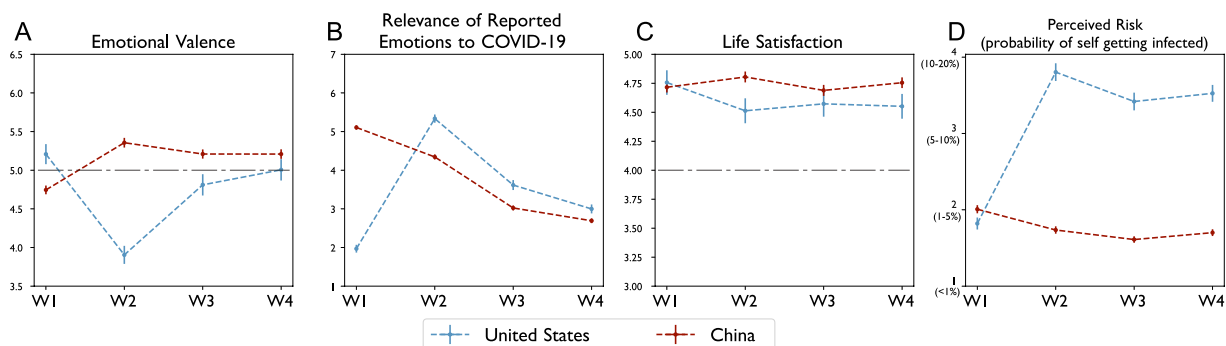 A
Emotional Valence
5.5
5.0
4.5
4.0
3.5
W1 W2 W3 W4
B
Relevance of Reported
Emotions to COVID-19
7
6
5
4
3
2
1
W1 W2 W3 W4
C
Life Satisfaction
5.00
4.75
4.50
4.25
4.00
3.75
3.50
3.25
3.00
W1 W2 W3 W4
D
Perceived Risk
(probability of self getting infected)
4
(10-20%)
3
(5-10%)
2
(1-5%)
1
(<1%)
W1 W2 W3 W4
United States China